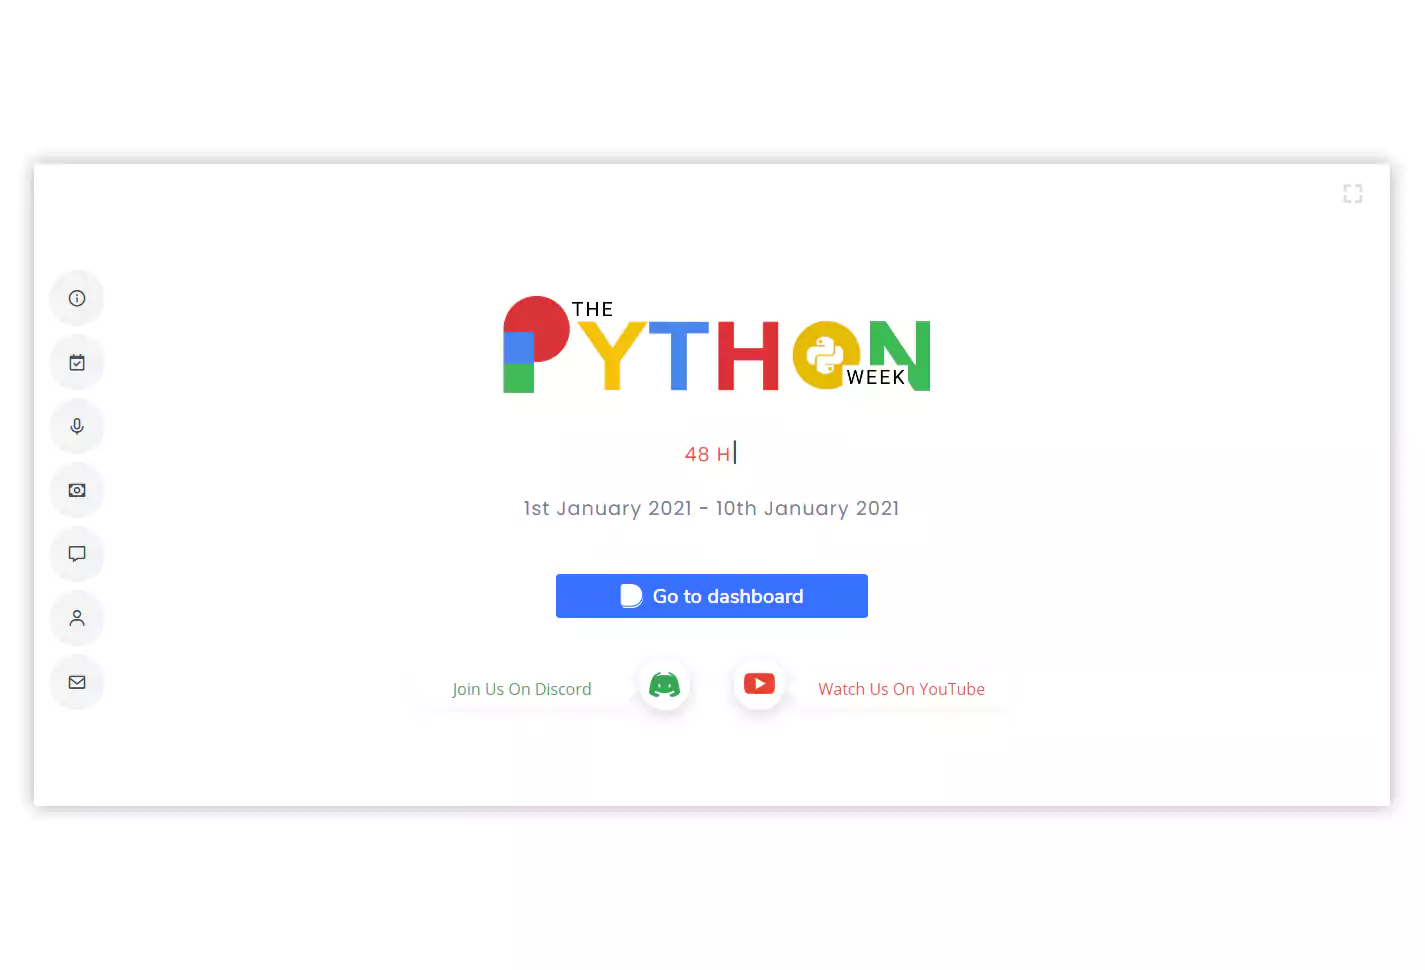 THE
PYTHON
WEEK
48 H
1st January 2021 - 10th January 2021
Go to dashboard
Join Us On Discord
Watch Us On YouTube